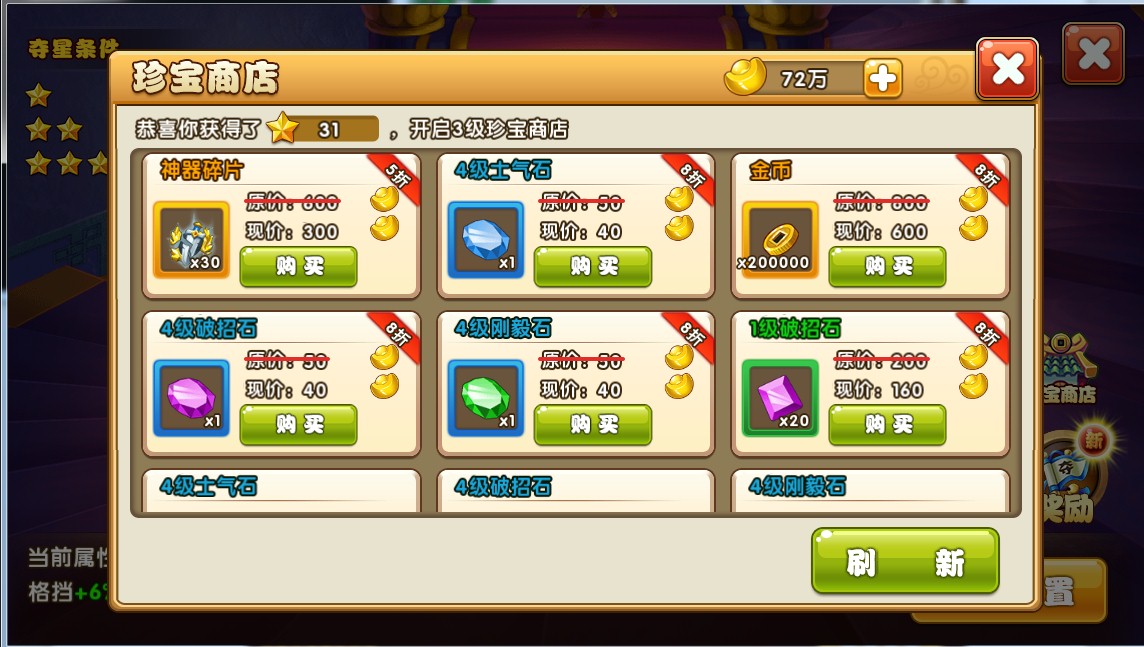 夺星条件
珍宝商店
72万
恭喜你获得了 31 ，开启3级珍宝商店
神器碎片
5折
原价：600
现价：300
x30
购买
4级士气石
8折
原价：50
现价：40
x1
购买
金币
8折
原价：800
现价：600
x200000
购买
4级破招石
8折
原价：50
现价：40
x1
购买
4级刚毅石
8折
原价：50
现价：40
x1
购买
1级破招石
8折
原价：200
现价：160
x20
购买
4级士气石
4级破招石
4级刚毅石
刷新
宝商店
新
夺
奖励
当前属性
格挡+6%
置